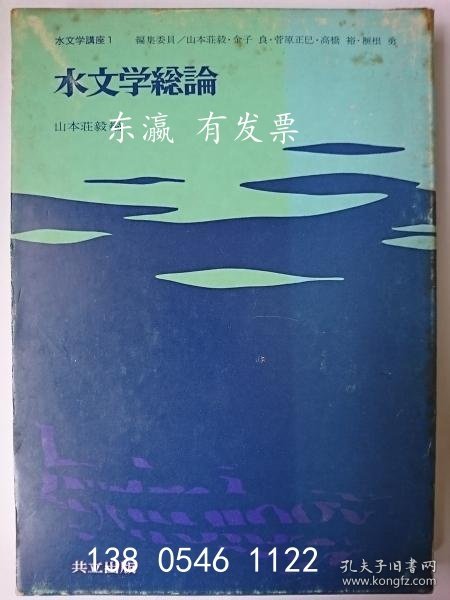 水文学講座1 編集委員/山本荘毅・金子 良・菅原正巳・高橋 裕・榧根 勇
水文学総論
山本荘毅編
东瀛 有发票
138 0546 1122
共立出版
孔夫子旧书网
www.kongfz.com